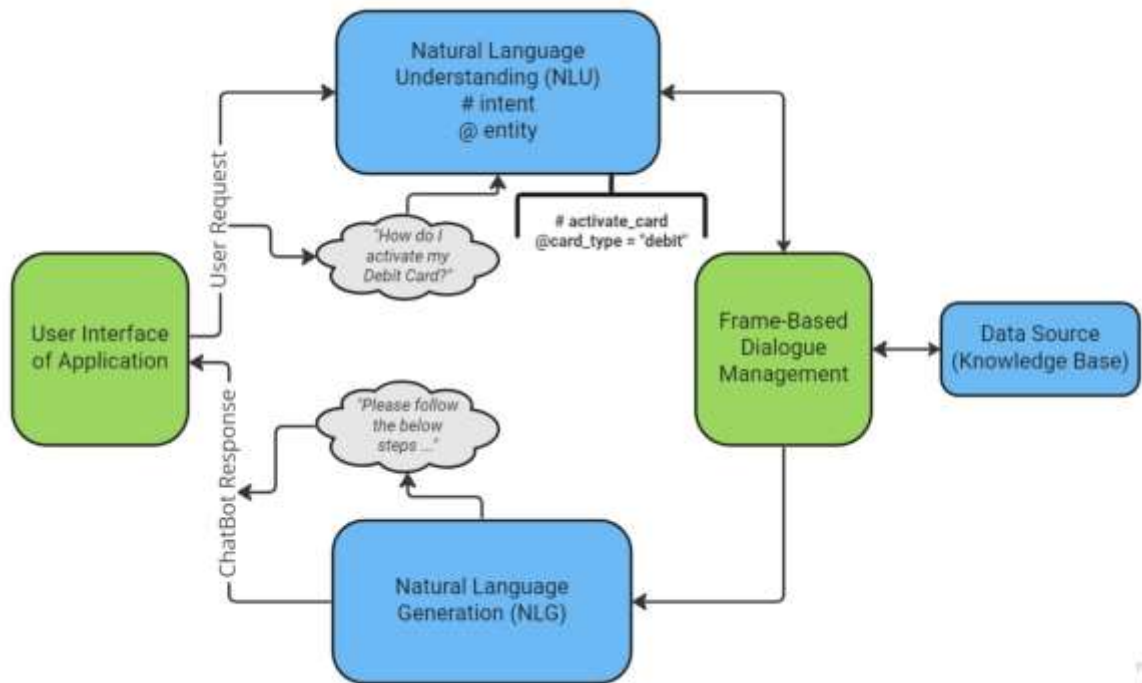 Natural Language
Understanding (NLU)
# intent
@ entity
User Request
"How do I
activate my
Debit Card?"
# activate_card
@card_type = "debit"
User Interface
of Application
Frame-Based
Dialogue
Management
Data Source
(Knowledge Base)
"Please follow
the below
steps ..."
ChatBot Response
Natural Language
Generation (NLG)